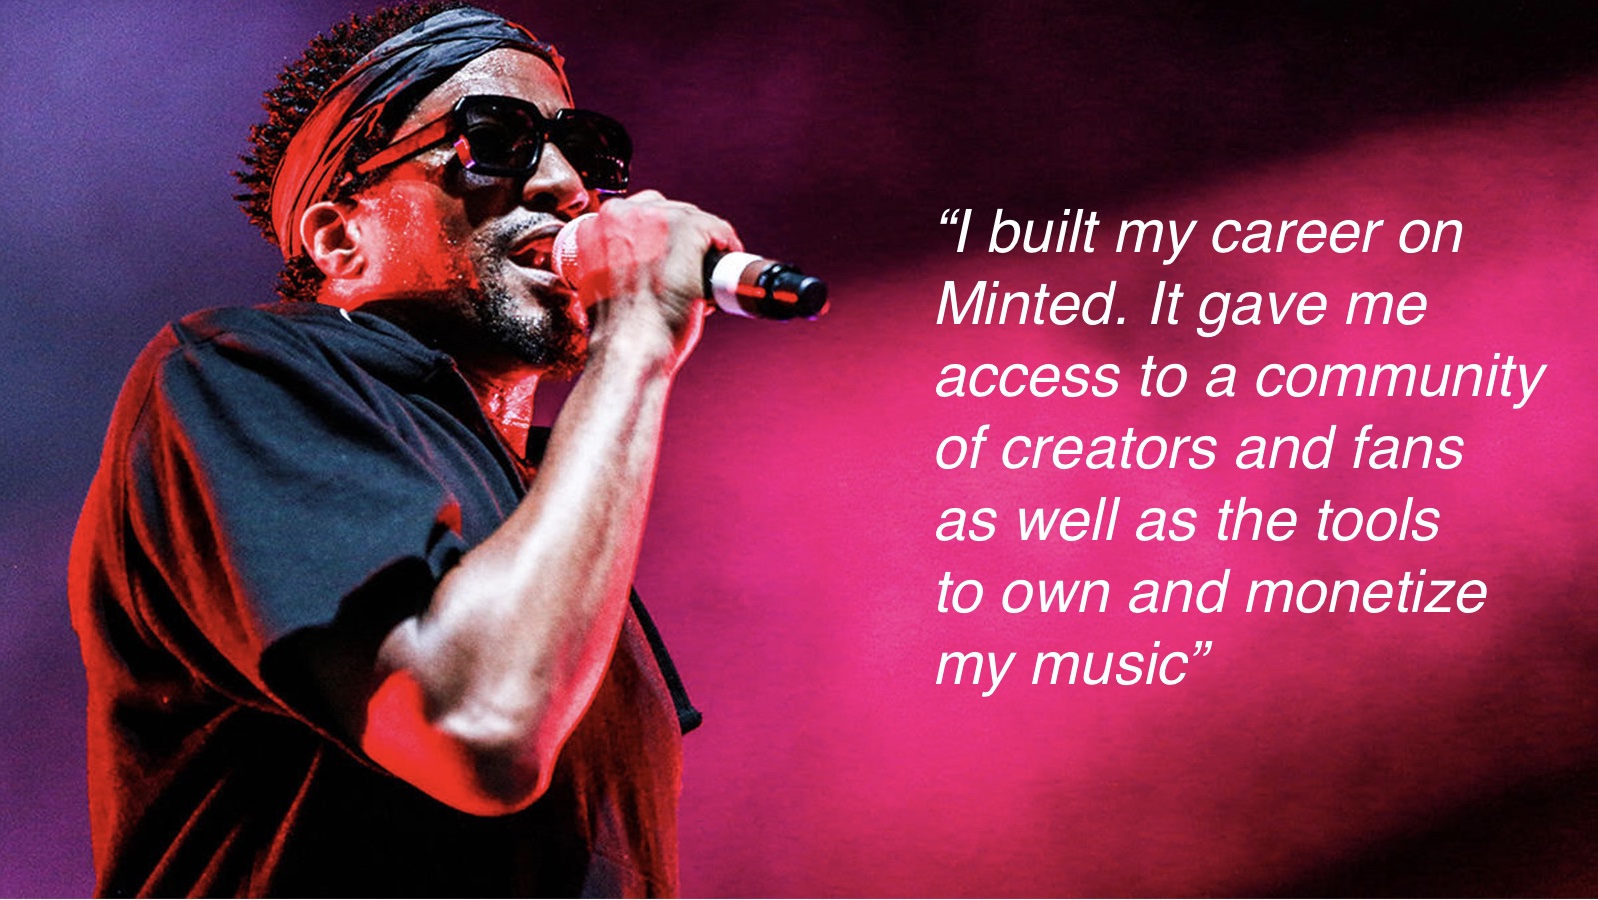 “I built my career on
Minted. It gave me
access to a community
of creators and fans
as well as the tools
to own and monetize
my music”